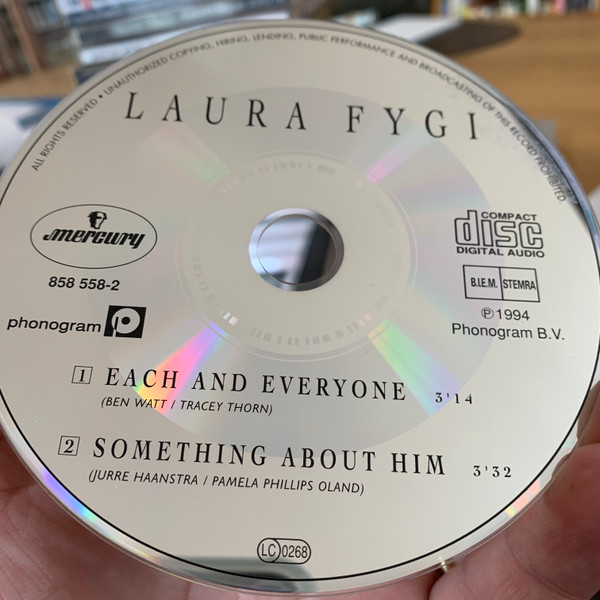 ALL RIGHTS RESERVED • UNAUTHORIZED COPYING, HIRING, LENDING, PUBLIC PERFORMANCE AND BROADCASTING OF THIS RECORD PROHIBITED.
LAURA FYGI
mercury
858 558-2
phonogram
COMPACT
disc
DIGITAL AUDIO
B.I.E.M. STEMRA
℗ 1994
Phonogram B.V.
1 EACH AND EVERYONE 3'14
(BEN WATT / TRACEY THORN)
2 SOMETHING ABOUT HIM 3'32
(JURRE HAANSTRA / PAMELA PHILLIPS OLAND)
LC 0268